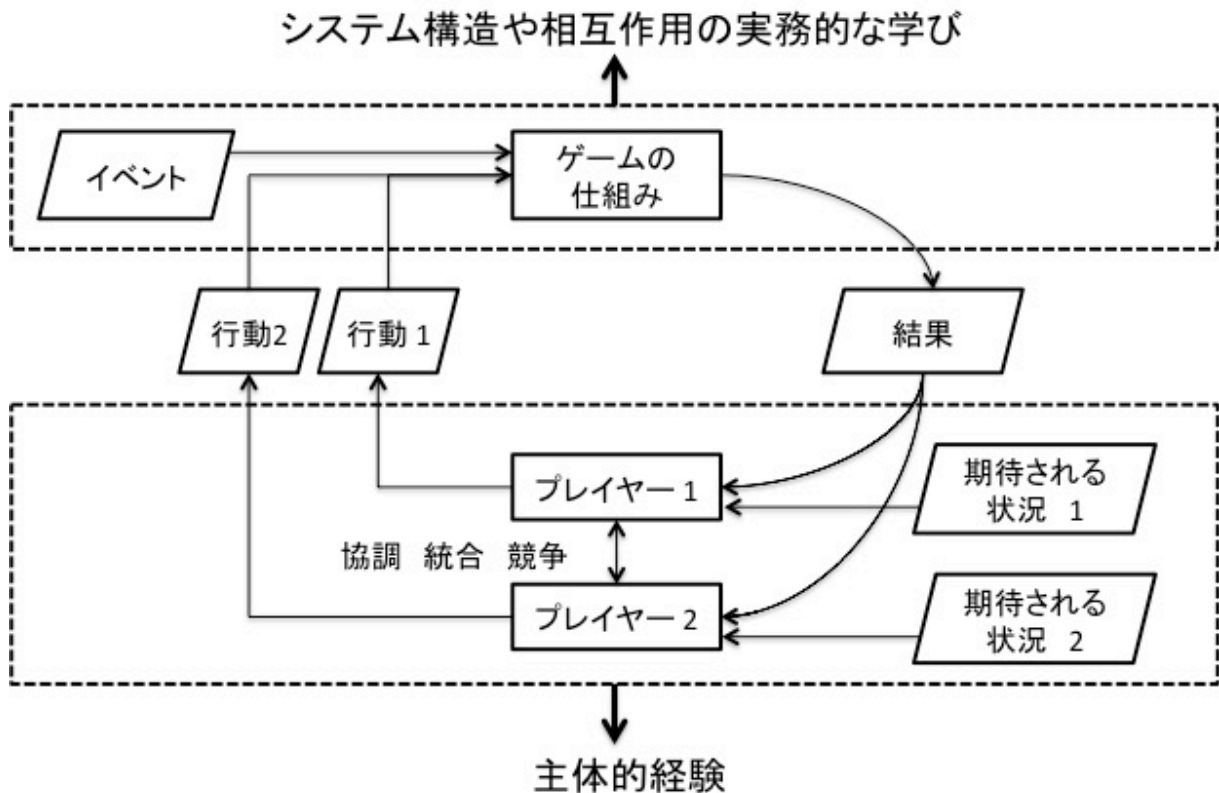 システム構造や相互作用の実務的な学び
イベント
ゲームの
仕組み
行動2
行動 1
結果
プレイヤー 1
期待される
状況 1
協調 統合 競争
プレイヤー 2
期待される
状況 2
主体的経験